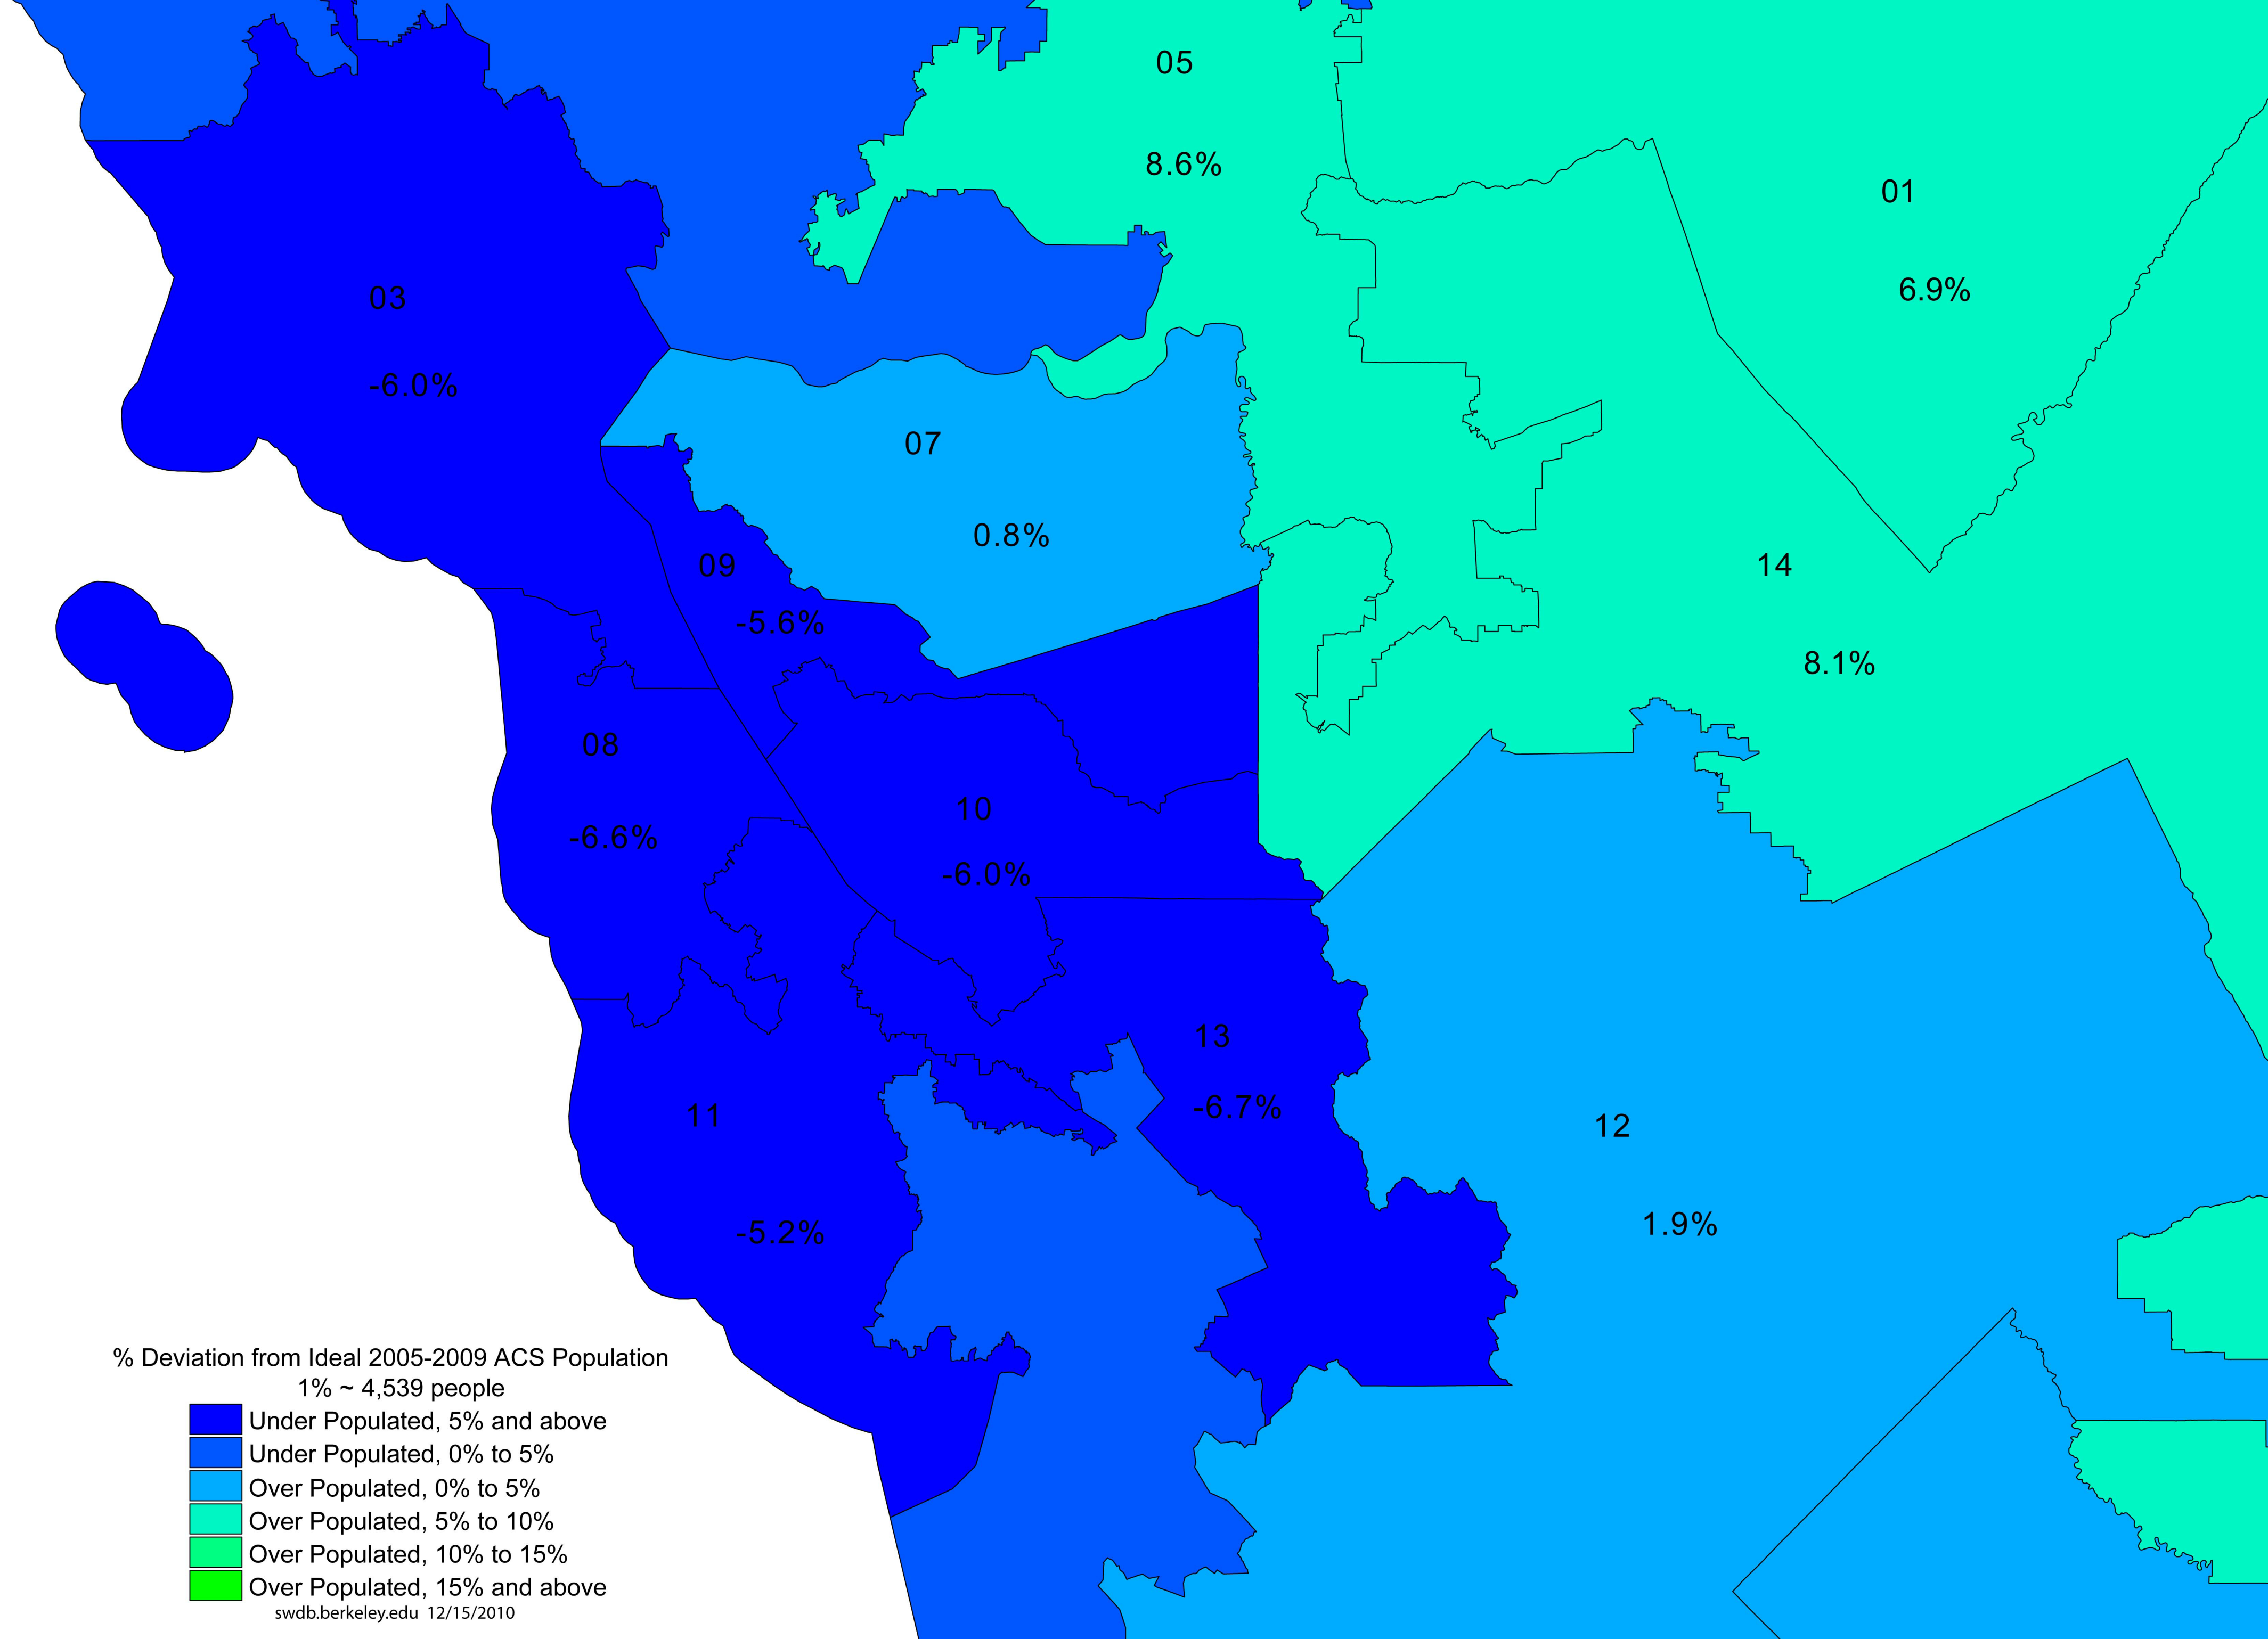 05
8.6%
01
6.9%
03
-6.0%
07
0.8%
09
-5.6%
14
8.1%
08
-6.6%
10
-6.0%
13
-6.7%
11
-5.2%
12
1.9%
% Deviation from Ideal 2005-2009 ACS Population
1% ~ 4,539 people
Under Populated, 5% and above
Under Populated, 0% to 5%
Over Populated, 0% to 5%
Over Populated, 5% to 10%
Over Populated, 10% to 15%
Over Populated, 15% and above
swdb.berkeley.edu 12/15/2010